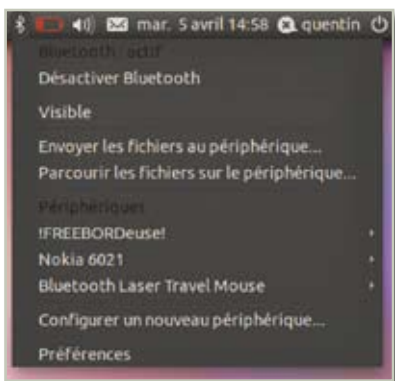 mar. 5 avril 14:58 quentin
Bluetooth : actif
Désactiver Bluetooth
Visible
Envoyer les fichiers au périphérique...
Parcourir les fichiers sur le périphérique...
Périphériques
!FREEBORDeuse!
Nokia 6021
Bluetooth Laser Travel Mouse
Configurer un nouveau périphérique...
Préférences